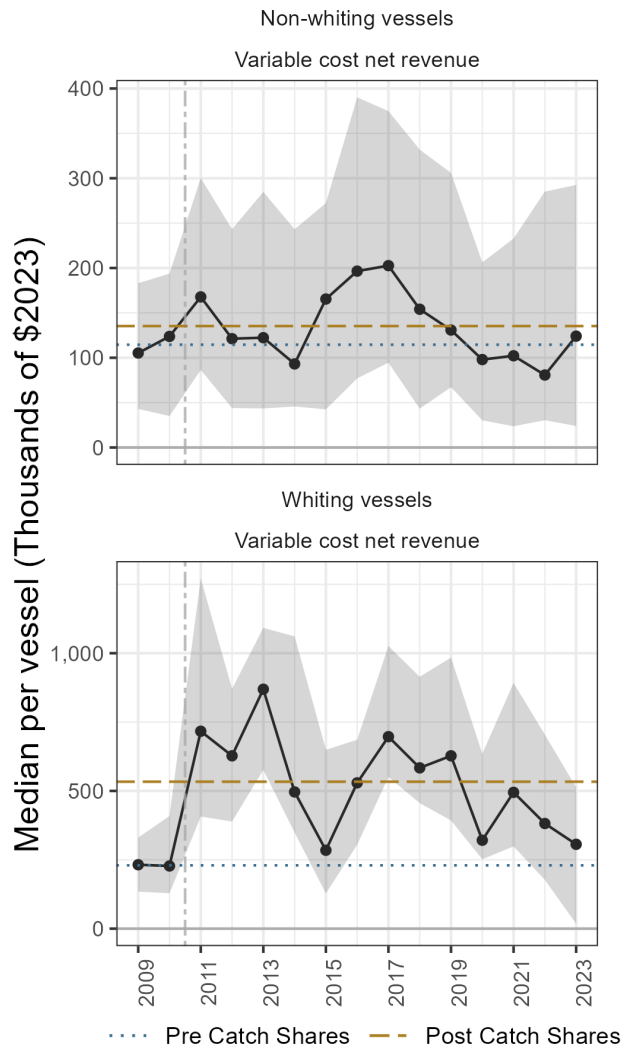 Non-whiting vessels
Variable cost net revenue
400
300
200
100
0
Whiting vessels
Variable cost net revenue
1,000
500
0
Median per vessel (Thousands of $2023)
2009
2011
2013
2015
2017
2019
2021
2023
Pre Catch Shares
Post Catch Shares